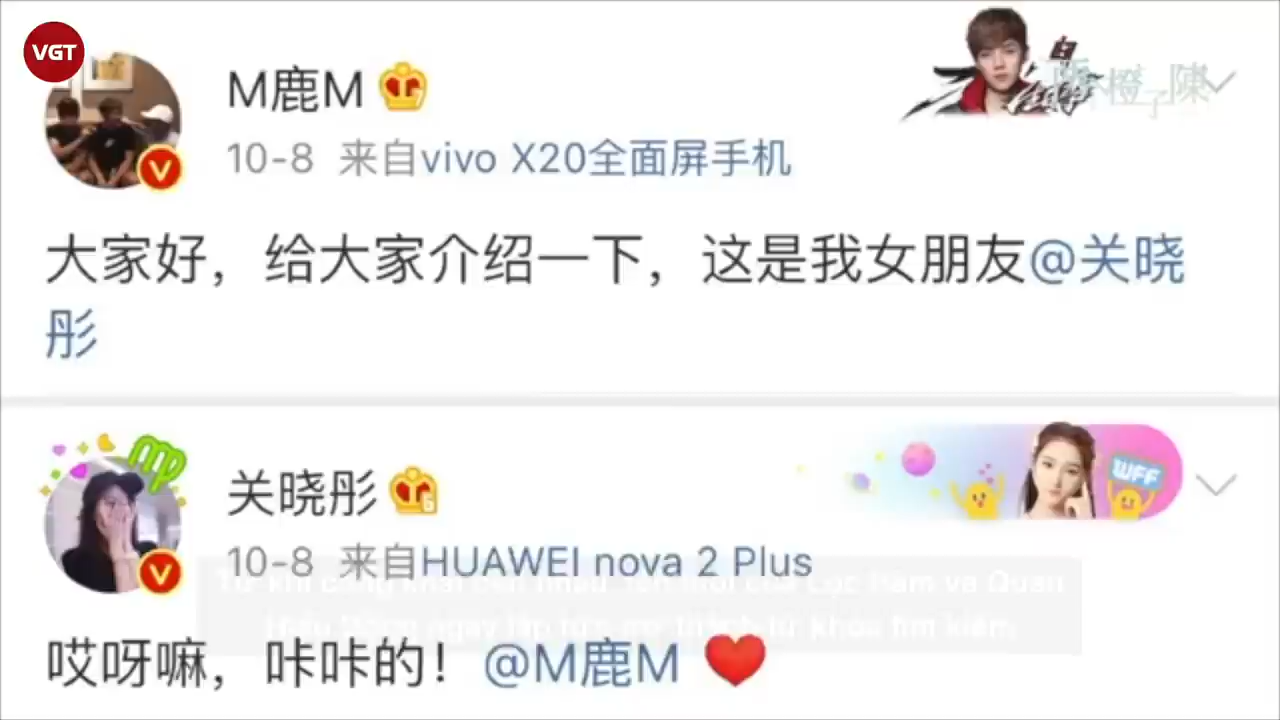 VGT
M鹿M
10-8 来自vivo X20全面屏手机
大家好，给大家介绍一下，这是我女朋友@关晓
彤
关晓彤
WFF
10-8 来自HUAWEI nova 2 Plus
哎呀嘛，咔咔的！@M鹿M